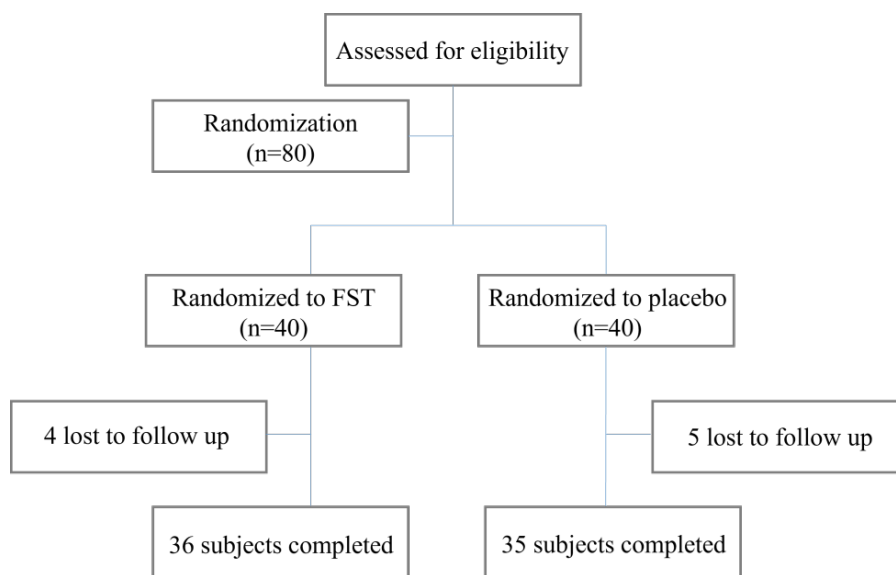 Assessed for eligibility
Randomization
(n=80)
Randomized to FST
(n=40)
Randomized to placebo
(n=40)
4 lost to follow up
5 lost to follow up
36 subjects completed
35 subjects completed